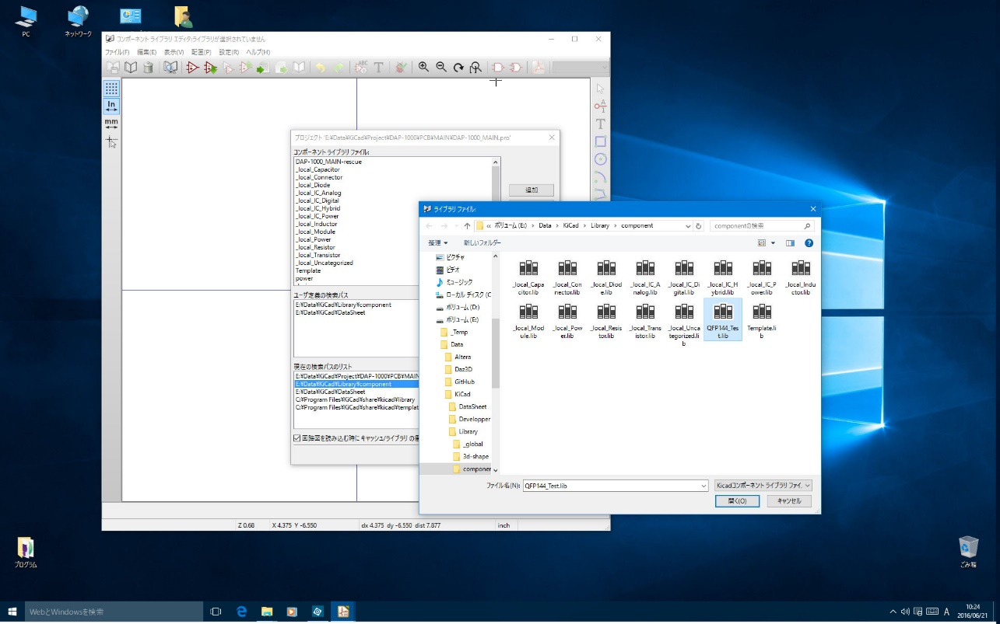 PC
ネットワーク
コンポーネント ライブラリ エディタ:ライブラリが選択されていません
ファイル(F) 編集(E) 表示(V) 配置(P) 設定(R) ヘルプ(H)
In
mm
プロジェクト 'E:¥Data¥KiCad¥Project¥DAP-1000¥PCB¥MAIN¥DAP-1000_MAIN.pro'
コンポーネント ライブラリ ファイル:
DAP-1000_MAIN-rescue
_local_Capacitor
_local_Connector
_local_Diode
_local_IC_Analog
_local_IC_Digital
_local_IC_Hybrid
_local_IC_Power
_local_Inductor
_local_Module
_local_Power
_local_Resistor
_local_Transistor
_local_Uncategorized
Template
power
追加
ユーザ定義の検索パス
E:¥Data¥KiCad¥Library¥component
E:¥Data¥KiCad¥DataSheet
現在の検索パスのリスト
E:¥Data¥KiCad¥Project¥DAP-1000¥PCB¥MAIN
E:¥Data¥KiCad¥Library¥component
E:¥Data¥KiCad¥DataSheet
C:¥Program Files¥KiCad¥share¥kicad¥library
C:¥Program Files¥KiCad¥share¥kicad¥templat
回路図を読み込む時に キャッシュ/ライブラリ の
ライブラリ ファイル:
« ボリューム (E:) › Data › KiCad › Library › component
componentの検索
整理 新しいフォルダー
ピクチャ
ビデオ
ミュージック
ローカル ディスク (C
ボリューム (D:)
ボリューム (E:)
_Temp
Data
Altera
Daz3D
GitHub
KiCad
DataSheet
Developper
Library
_global
3d-shape
componer
_local_Capacitor.lib
_local_Connector.lib
_local_Diode.lib
_local_IC_Analog.lib
_local_IC_Digital.lib
_local_IC_Hybrid.lib
_local_IC_Power.lib
_local_Inductor.lib
_local_Module.lib
_local_Power.lib
_local_Resistor.lib
_local_Transistor.lib
_local_Uncategorized.lib
QFP144_Test.lib
Template.lib
ファイル名(N): QFP144_Test.lib
Kicadコンポーネント ライブラリ ファイ.
開く(O) キャンセル
Z 0.68 X 4.375 Y -6.550 dx 4.375 dy -6.550 dist 7.877 inch
プログラム
ごみ箱
WebとWindowsを検索
A
10:24
2016/06/21